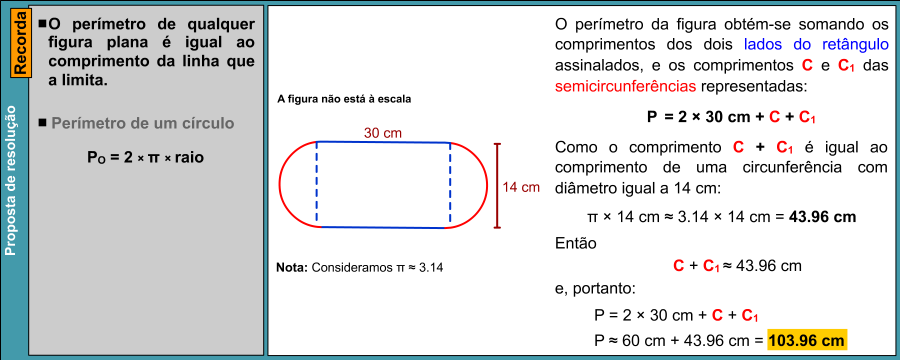 Proposta de resolução
Recorda
■O perímetro de qualquer
figura plana é igual ao
comprimento da linha que
a limita.
■ Perímetro de um círculo
PO = 2 × π × raio
A figura não está à escala
30 cm
14 cm
Nota: Consideramos π ≈ 3.14
O perímetro da figura obtém-se somando os
comprimentos dos dois lados do retângulo
assinalados, e os comprimentos C e C₁ das
semicircunferências representadas:
P = 2 × 30 cm + C + C₁
Como o comprimento C + C₁ é igual ao
comprimento de uma circunferência com
diâmetro igual a 14 cm:
π × 14 cm ≈ 3.14 × 14 cm = 43.96 cm
Então
C + C₁ ≈ 43.96 cm
e, portanto:
P = 2 × 30 cm + C + C₁
P ≈ 60 cm + 43.96 cm = 103.96 cm